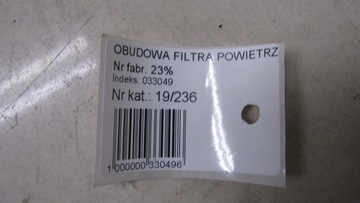 OBUDOWA FILTRA POWIETRZ
Nr fabr. 23%
Indeks: 033049
Nr kat.: 19/236
1 000000 330496